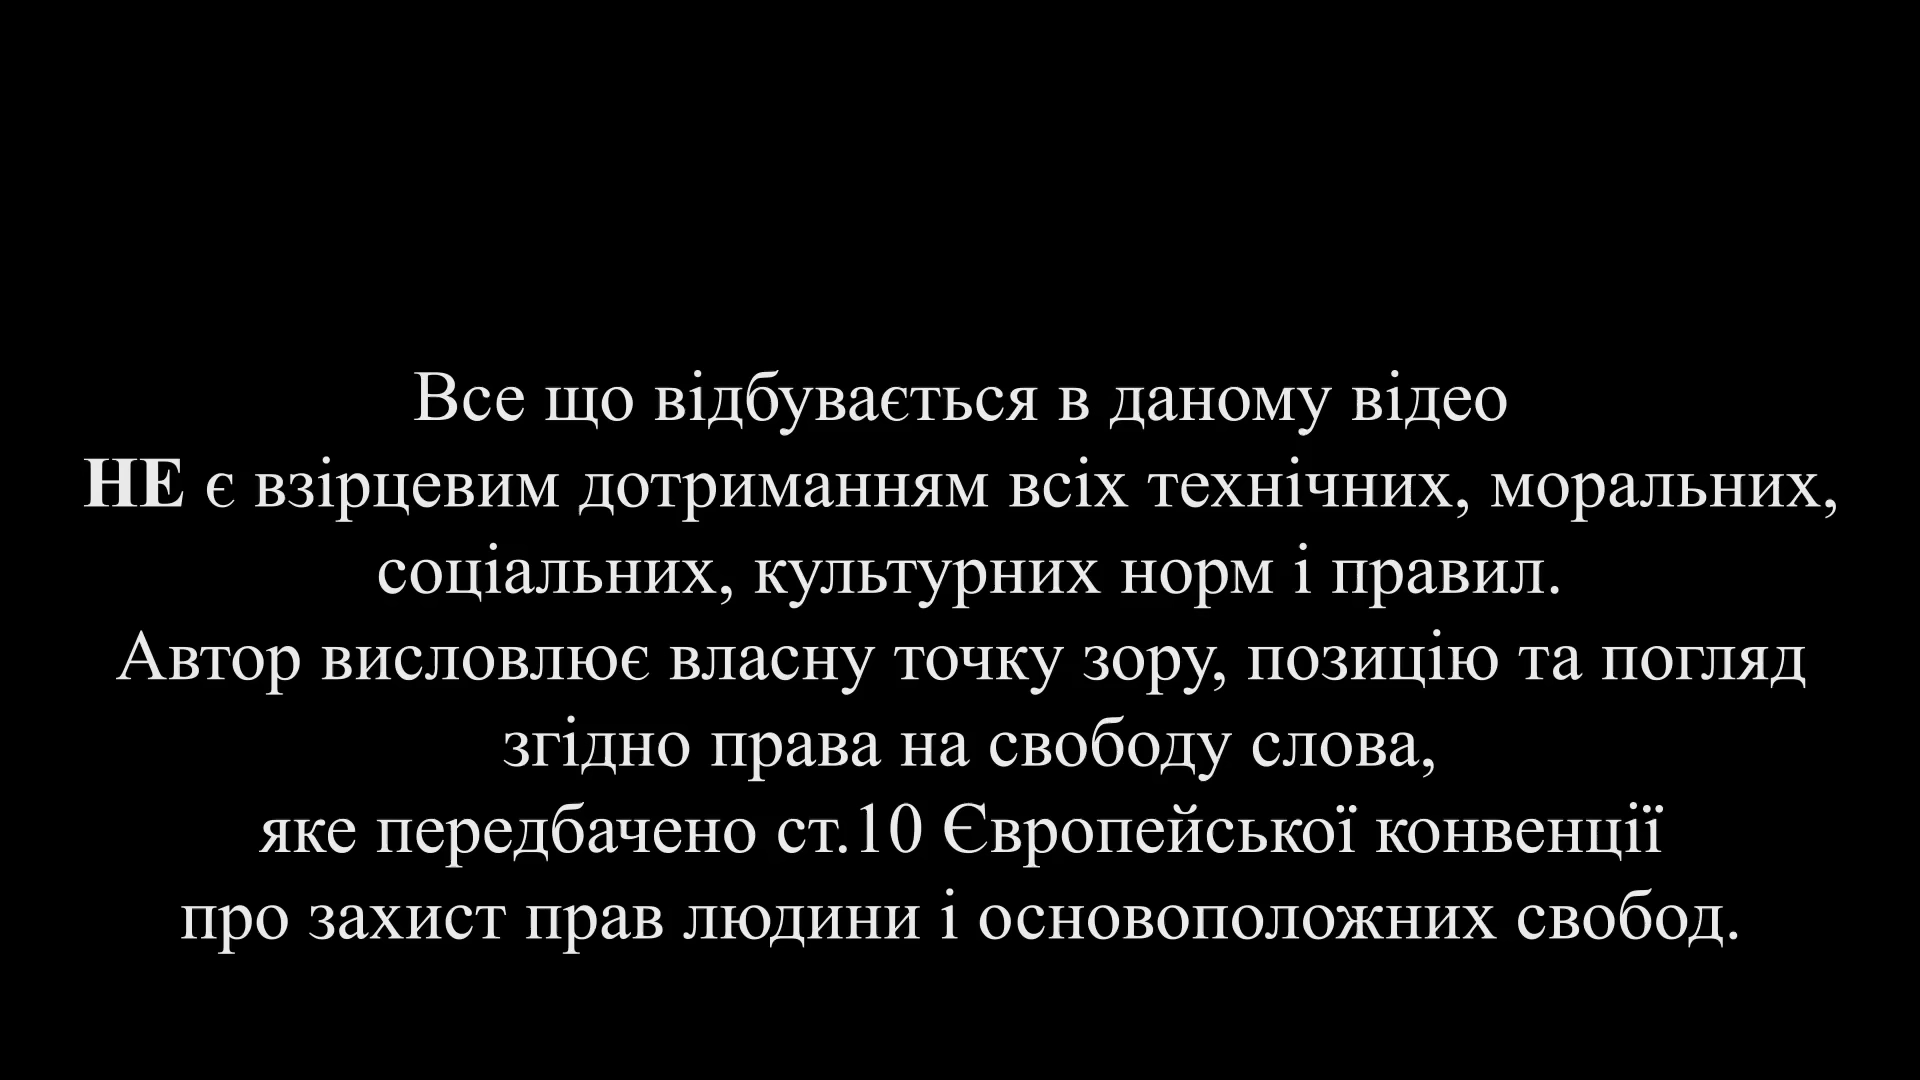 Все що відбувається в даному відео
НЕ є взірцевим дотриманням всіх технічних, моральних,
соціальних, культурних норм і правил.
Автор висловлює власну точку зору, позицію та погляд
згідно права на свободу слова,
яке передбачено ст.10 Європейської конвенції
про захист прав людини і основоположних свобод.